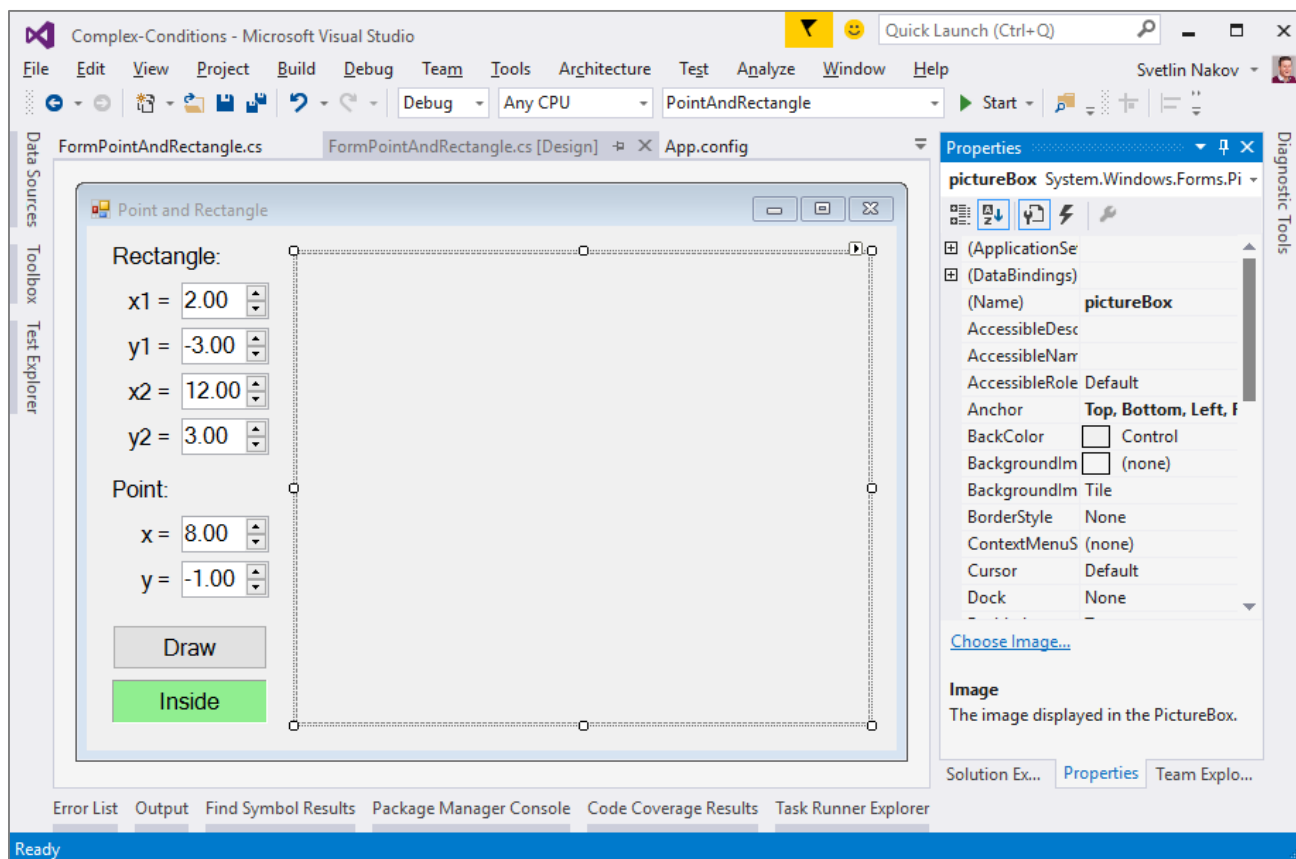 Complex-Conditions - Microsoft Visual Studio
Quick Launch (Ctrl+Q)
File Edit View Project Build Debug Team Tools Architecture Test Analyze Window Help
Svetlin Nakov
Debug Any CPU PointAndRectangle Start
Data Sources
Toolbox
Test Explorer
FormPointAndRectangle.cs FormPointAndRectangle.cs [Design] App.config
Point and Rectangle
Rectangle:
x1 = 2.00
y1 = -3.00
x2 = 12.00
y2 = 3.00
Point:
x = 8.00
y = -1.00
Draw
Inside
Properties
pictureBox System.Windows.Forms.Pi
(ApplicationSe
(DataBindings)
(Name) pictureBox
AccessibleDesc
AccessibleNam
AccessibleRole Default
Anchor Top, Bottom, Left, R
BackColor Control
BackgroundIm (none)
BackgroundIm Tile
BorderStyle None
ContextMenuS (none)
Cursor Default
Dock None
Choose Image...
Image
The image displayed in the PictureBox.
Solution Ex... Properties Team Explo...
Diagnostic Tools
Error List Output Find Symbol Results Package Manager Console Code Coverage Results Task Runner Explorer
Ready